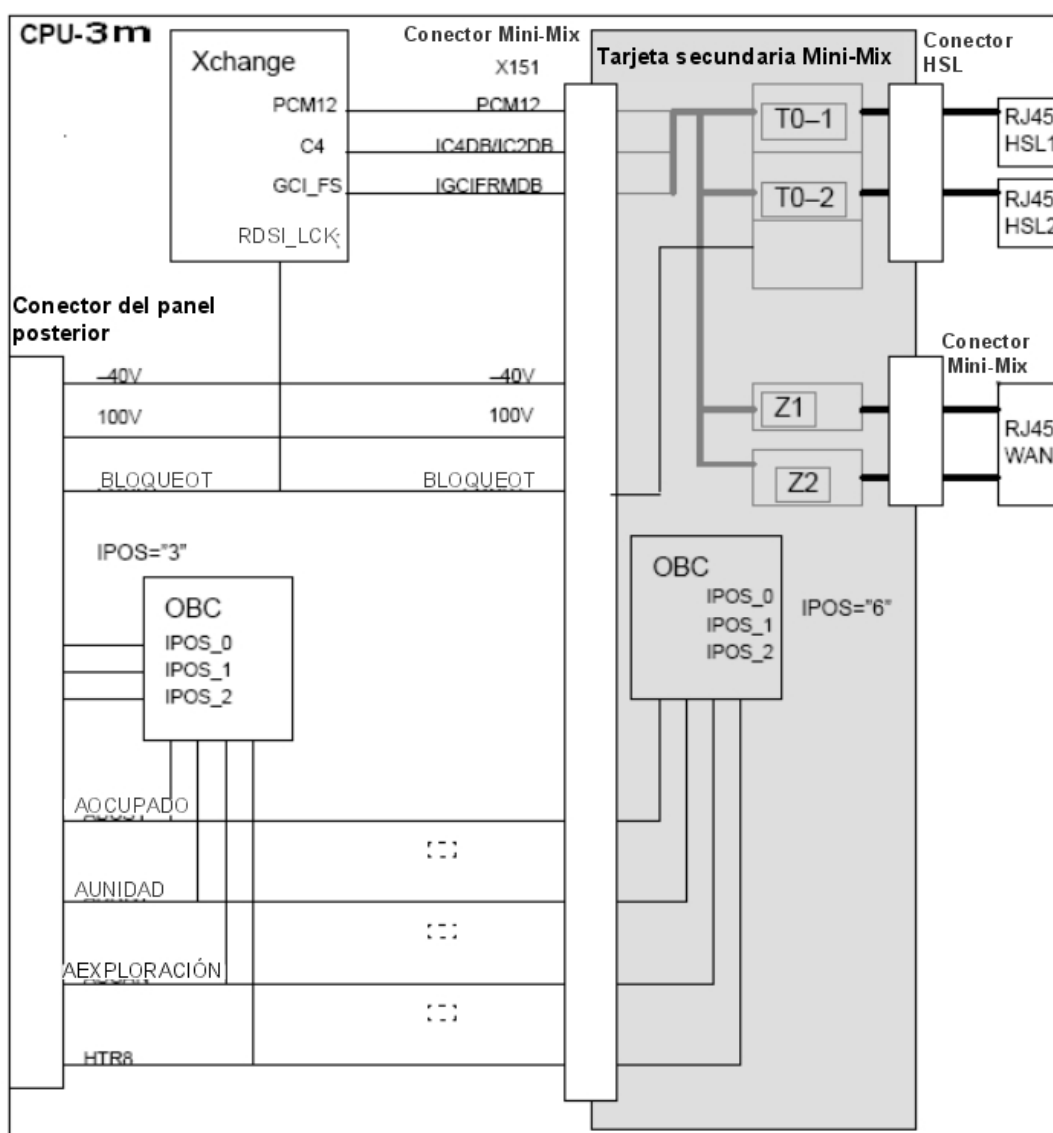 CPU-3m
Xchange
PCM12
C4
GCI_FS
RDSI_LCK
Conector Mini-Mix
X151
PCM12
IC4DB/IC2DB
IGCIFRMDB
Tarjeta secundaria Mini-Mix
T0–1
T0–2
Conector
HSL
RJ45
HSL1
RJ45
HSL2
Conector del panel
posterior
–40V
–40V
100V
100V
BLOQUEOT
BLOQUEOT
Conector
Mini-Mix
Z1
Z2
RJ45
WAN
IPOS="3"
OBC
IPOS_0
IPOS_1
IPOS_2
OBC
IPOS_0
IPOS_1
IPOS_2
IPOS="6"
AOCUPADO
AUNIDAD
AEXPLORACIÓN
HTR8